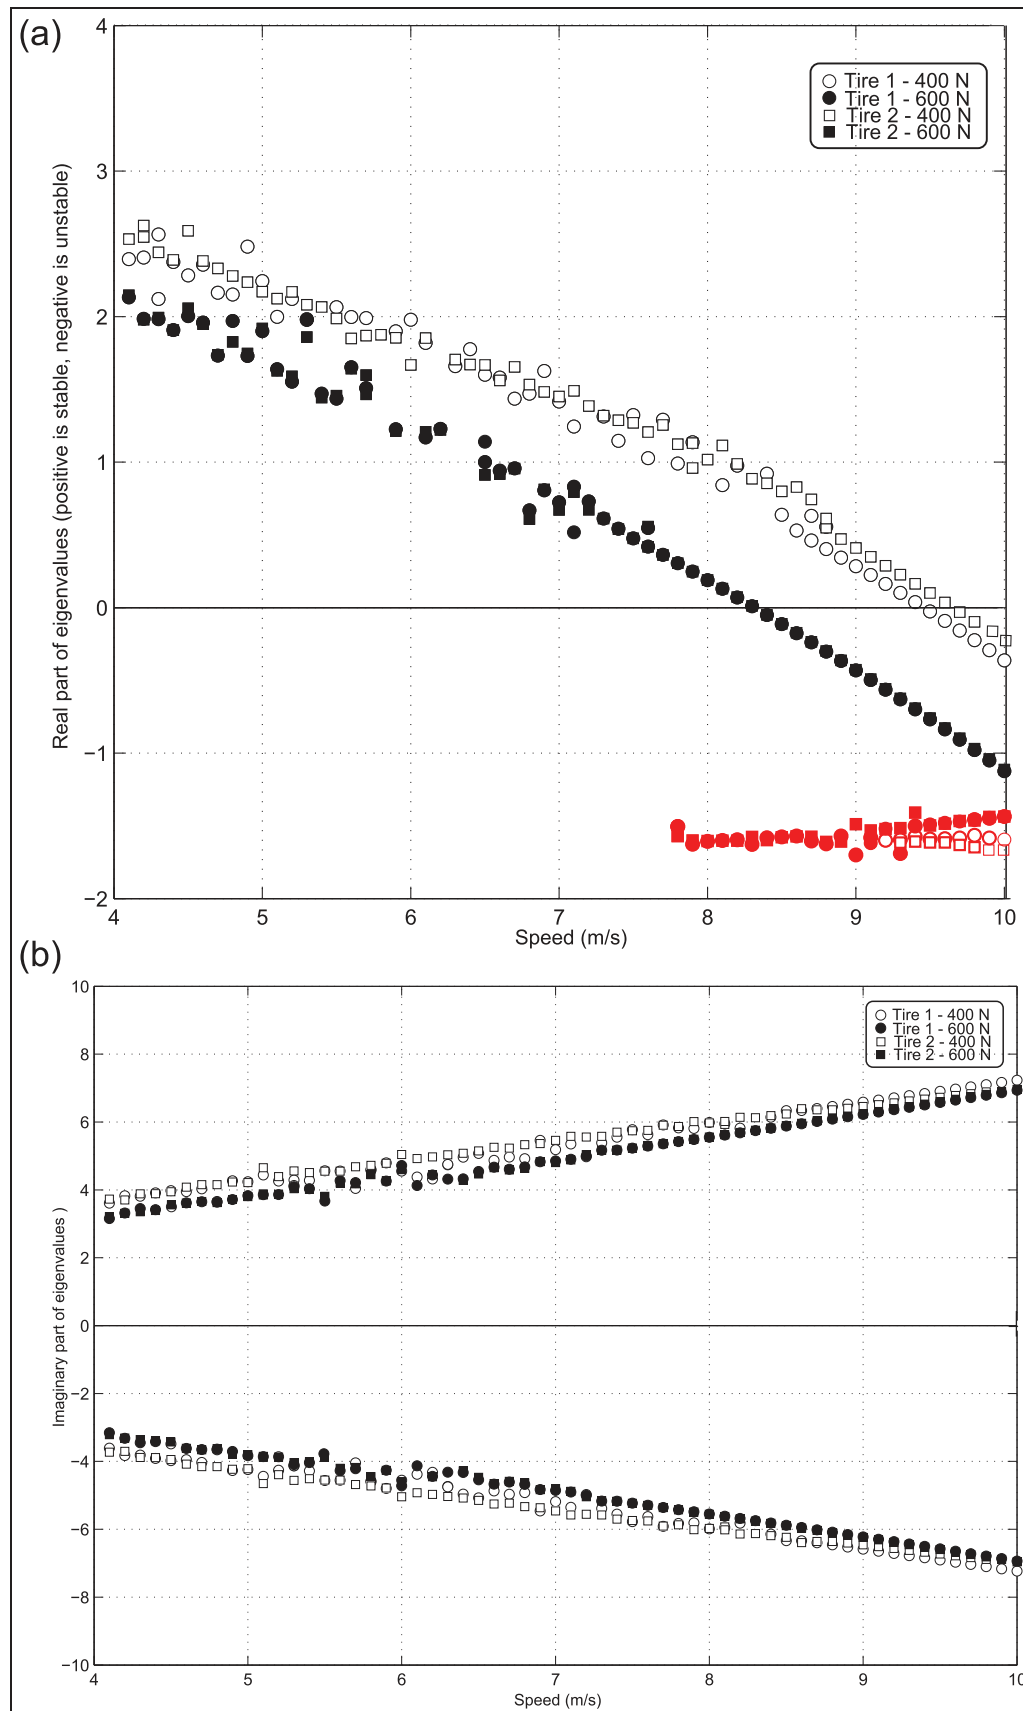 (a)
4
3
2
1
0
−1
−2
Real part of eigenvalues (positive is stable, negative is unstable)
Tire 1 - 400 N
Tire 1 - 600 N
Tire 2 - 400 N
Tire 2 - 600 N
4 5 6 7 8 9 10
Speed (m/s)
(b)
10
8
6
4
2
0
−2
−4
−6
−8
−10
Imaginary part of eigenvalues )
Tire 1 - 400 N
Tire 1 - 600 N
Tire 2 - 400 N
Tire 2 - 600 N
4 5 6 7 8 9 10
Speed (m/s)